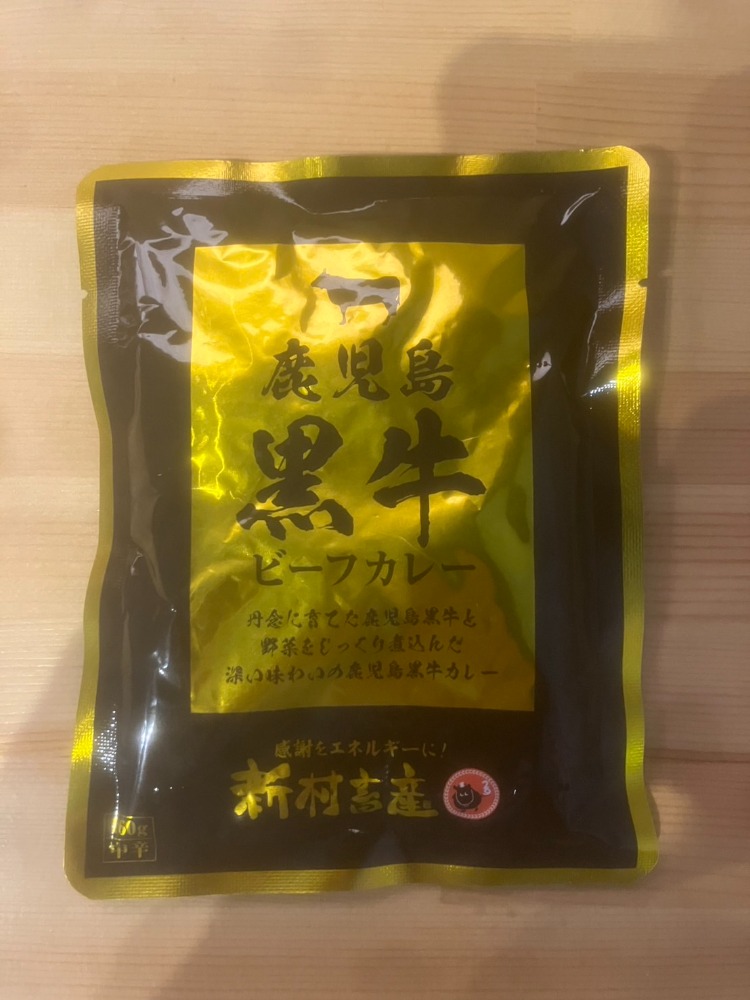 鹿児島
黒牛
ビーフカレー
丹念に育てた鹿児島黒牛と
野菜をじっくり煮込んだ
深い味わいの鹿児島黒牛カレー
感謝をエネルギーに!
新村畜産
60g
中辛